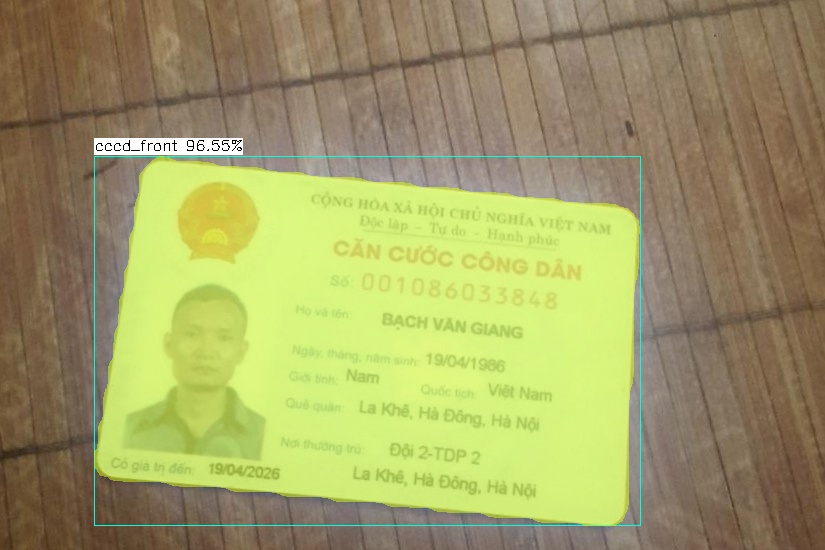 cccd_front 96.55%
CỘNG HÒA XÃ HỘI CHỦ NGHĨA VIỆT NAM
Độc lập - Tự do - Hạnh phúc
CĂN CƯỚC CÔNG DÂN
Số: 001086033848
Họ và tên: BẠCH VĂN GIANG
Ngày, tháng, năm sinh: 19/04/1986
Giới tính: Nam Quốc tịch: Việt Nam
Quê quán: La Khê, Hà Đông, Hà Nội
Nơi thường trú: Đội 2-TDP 2
La Khê, Hà Đông, Hà Nội
Có giá trị đến: 19/04/2026